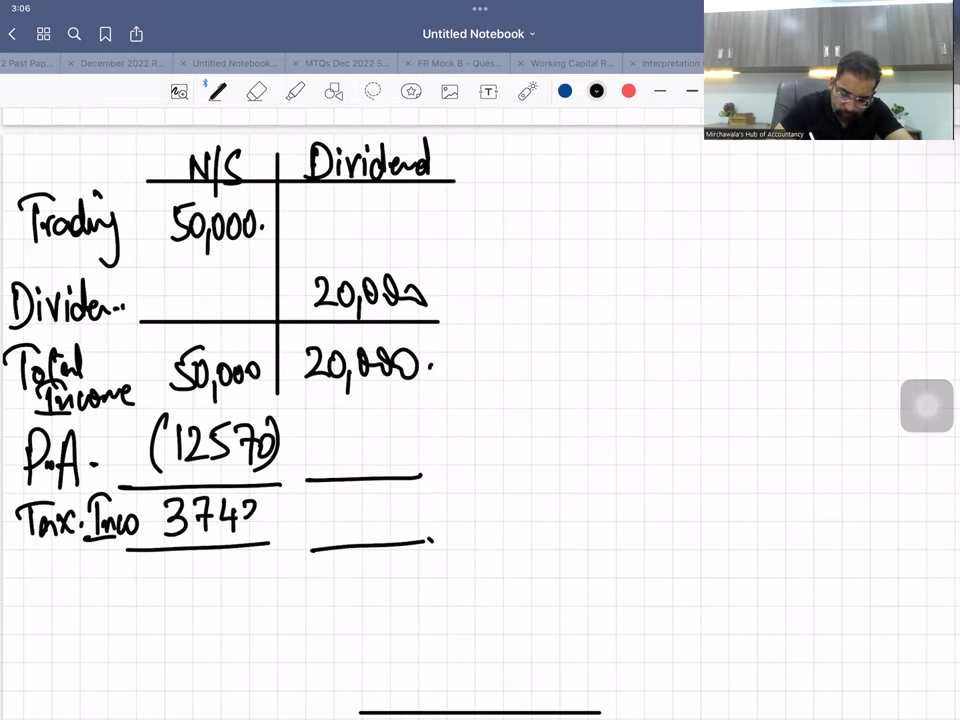 3:06
Untitled Notebook
2 Past Pap...
December 2022 R...
Untitled Notebook...
MTQs Dec 2022 S...
FR Mock B - Ques...
Working Capital R...
Interpretation
Mirchawala's Hub of Accountancy
N/S Dividend
Trading 50,000.
Dividen.. 20,000
Total Income 50,000 20,000.
P.A. (12570)
Tax. Inco 374